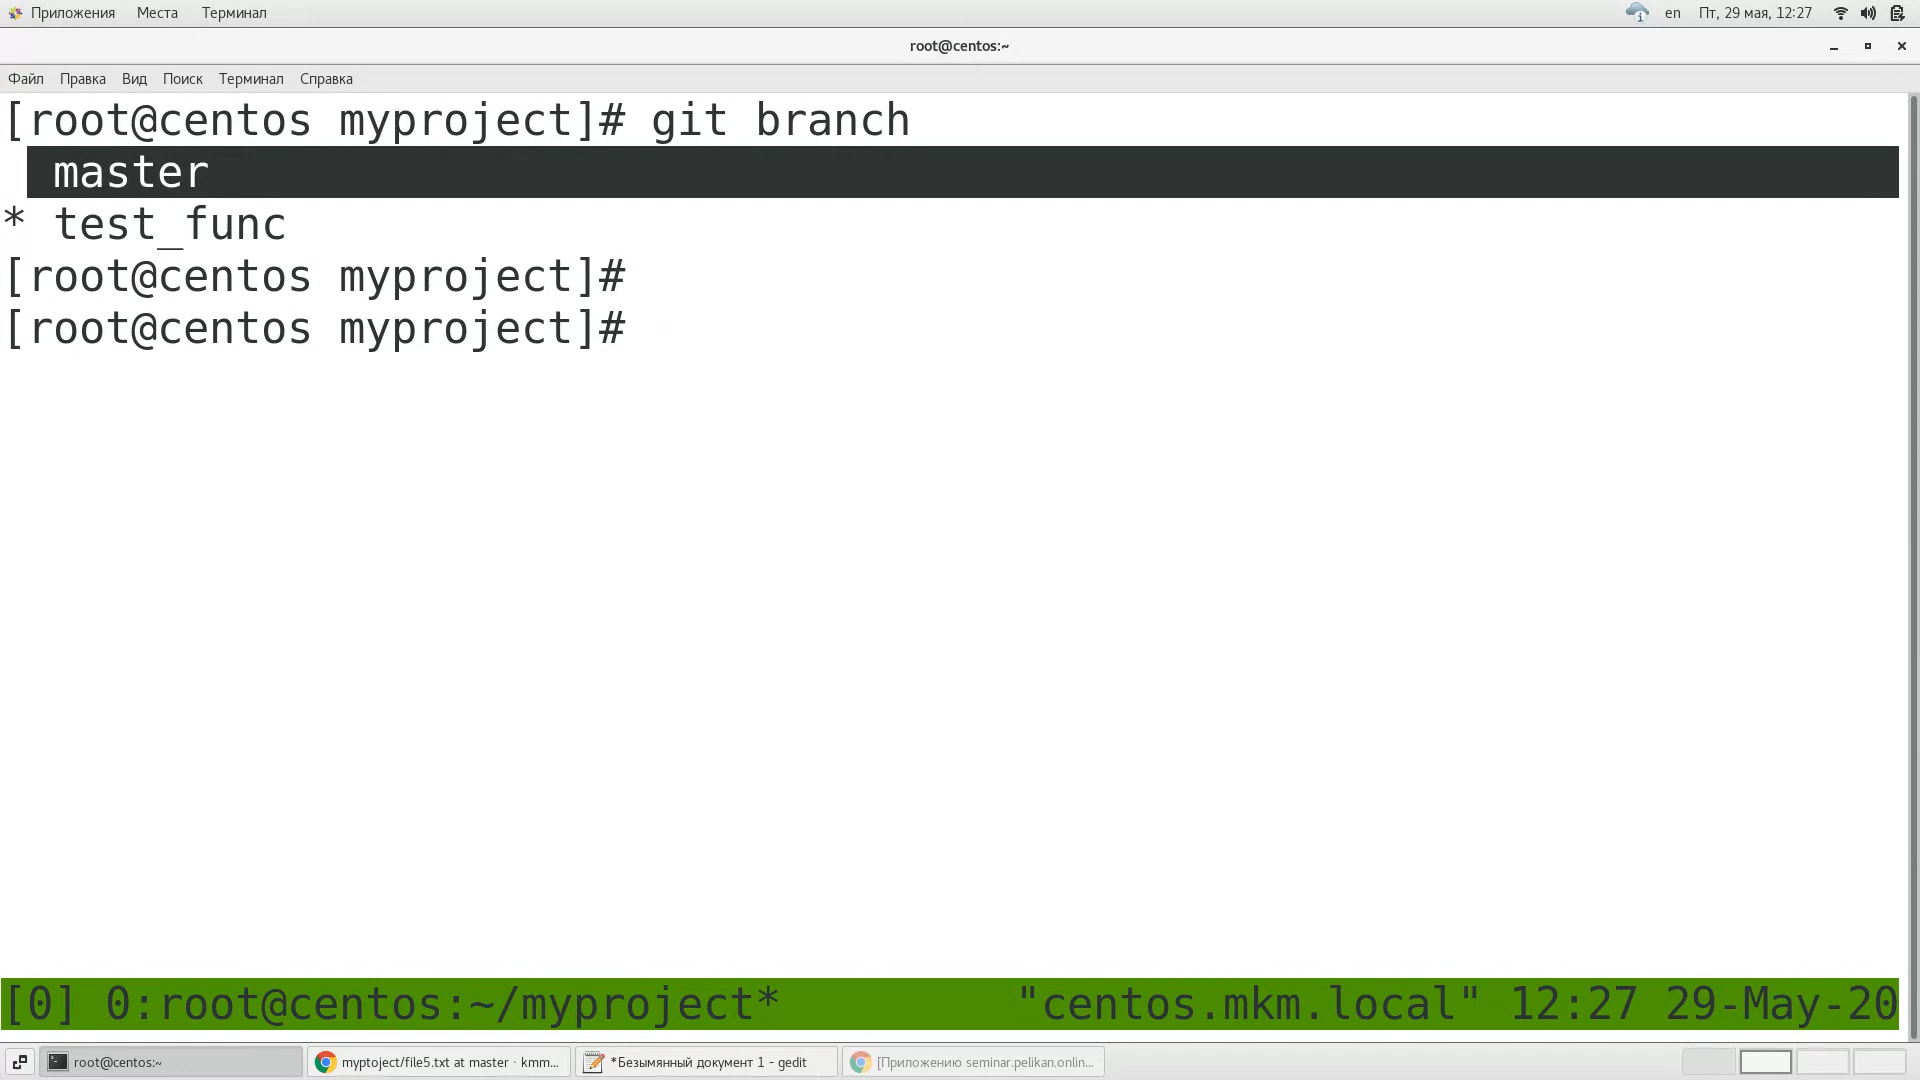 Приложения Места Терминал en Пт, 29 мая, 12:27
root@centos:~
Файл Правка Вид Поиск Терминал Справка
[root@centos myproject]# git branch
master
* test_func
[root@centos myproject]#
[root@centos myproject]#
[0] 0:root@centos:~/myproject* "centos.mkm.local" 12:27 29-May-20
root@centos:~ myptoject/file5.txt at master · kmm... *Безымянный документ 1 - gedit [Приложению seminar.pelikan.onlin...